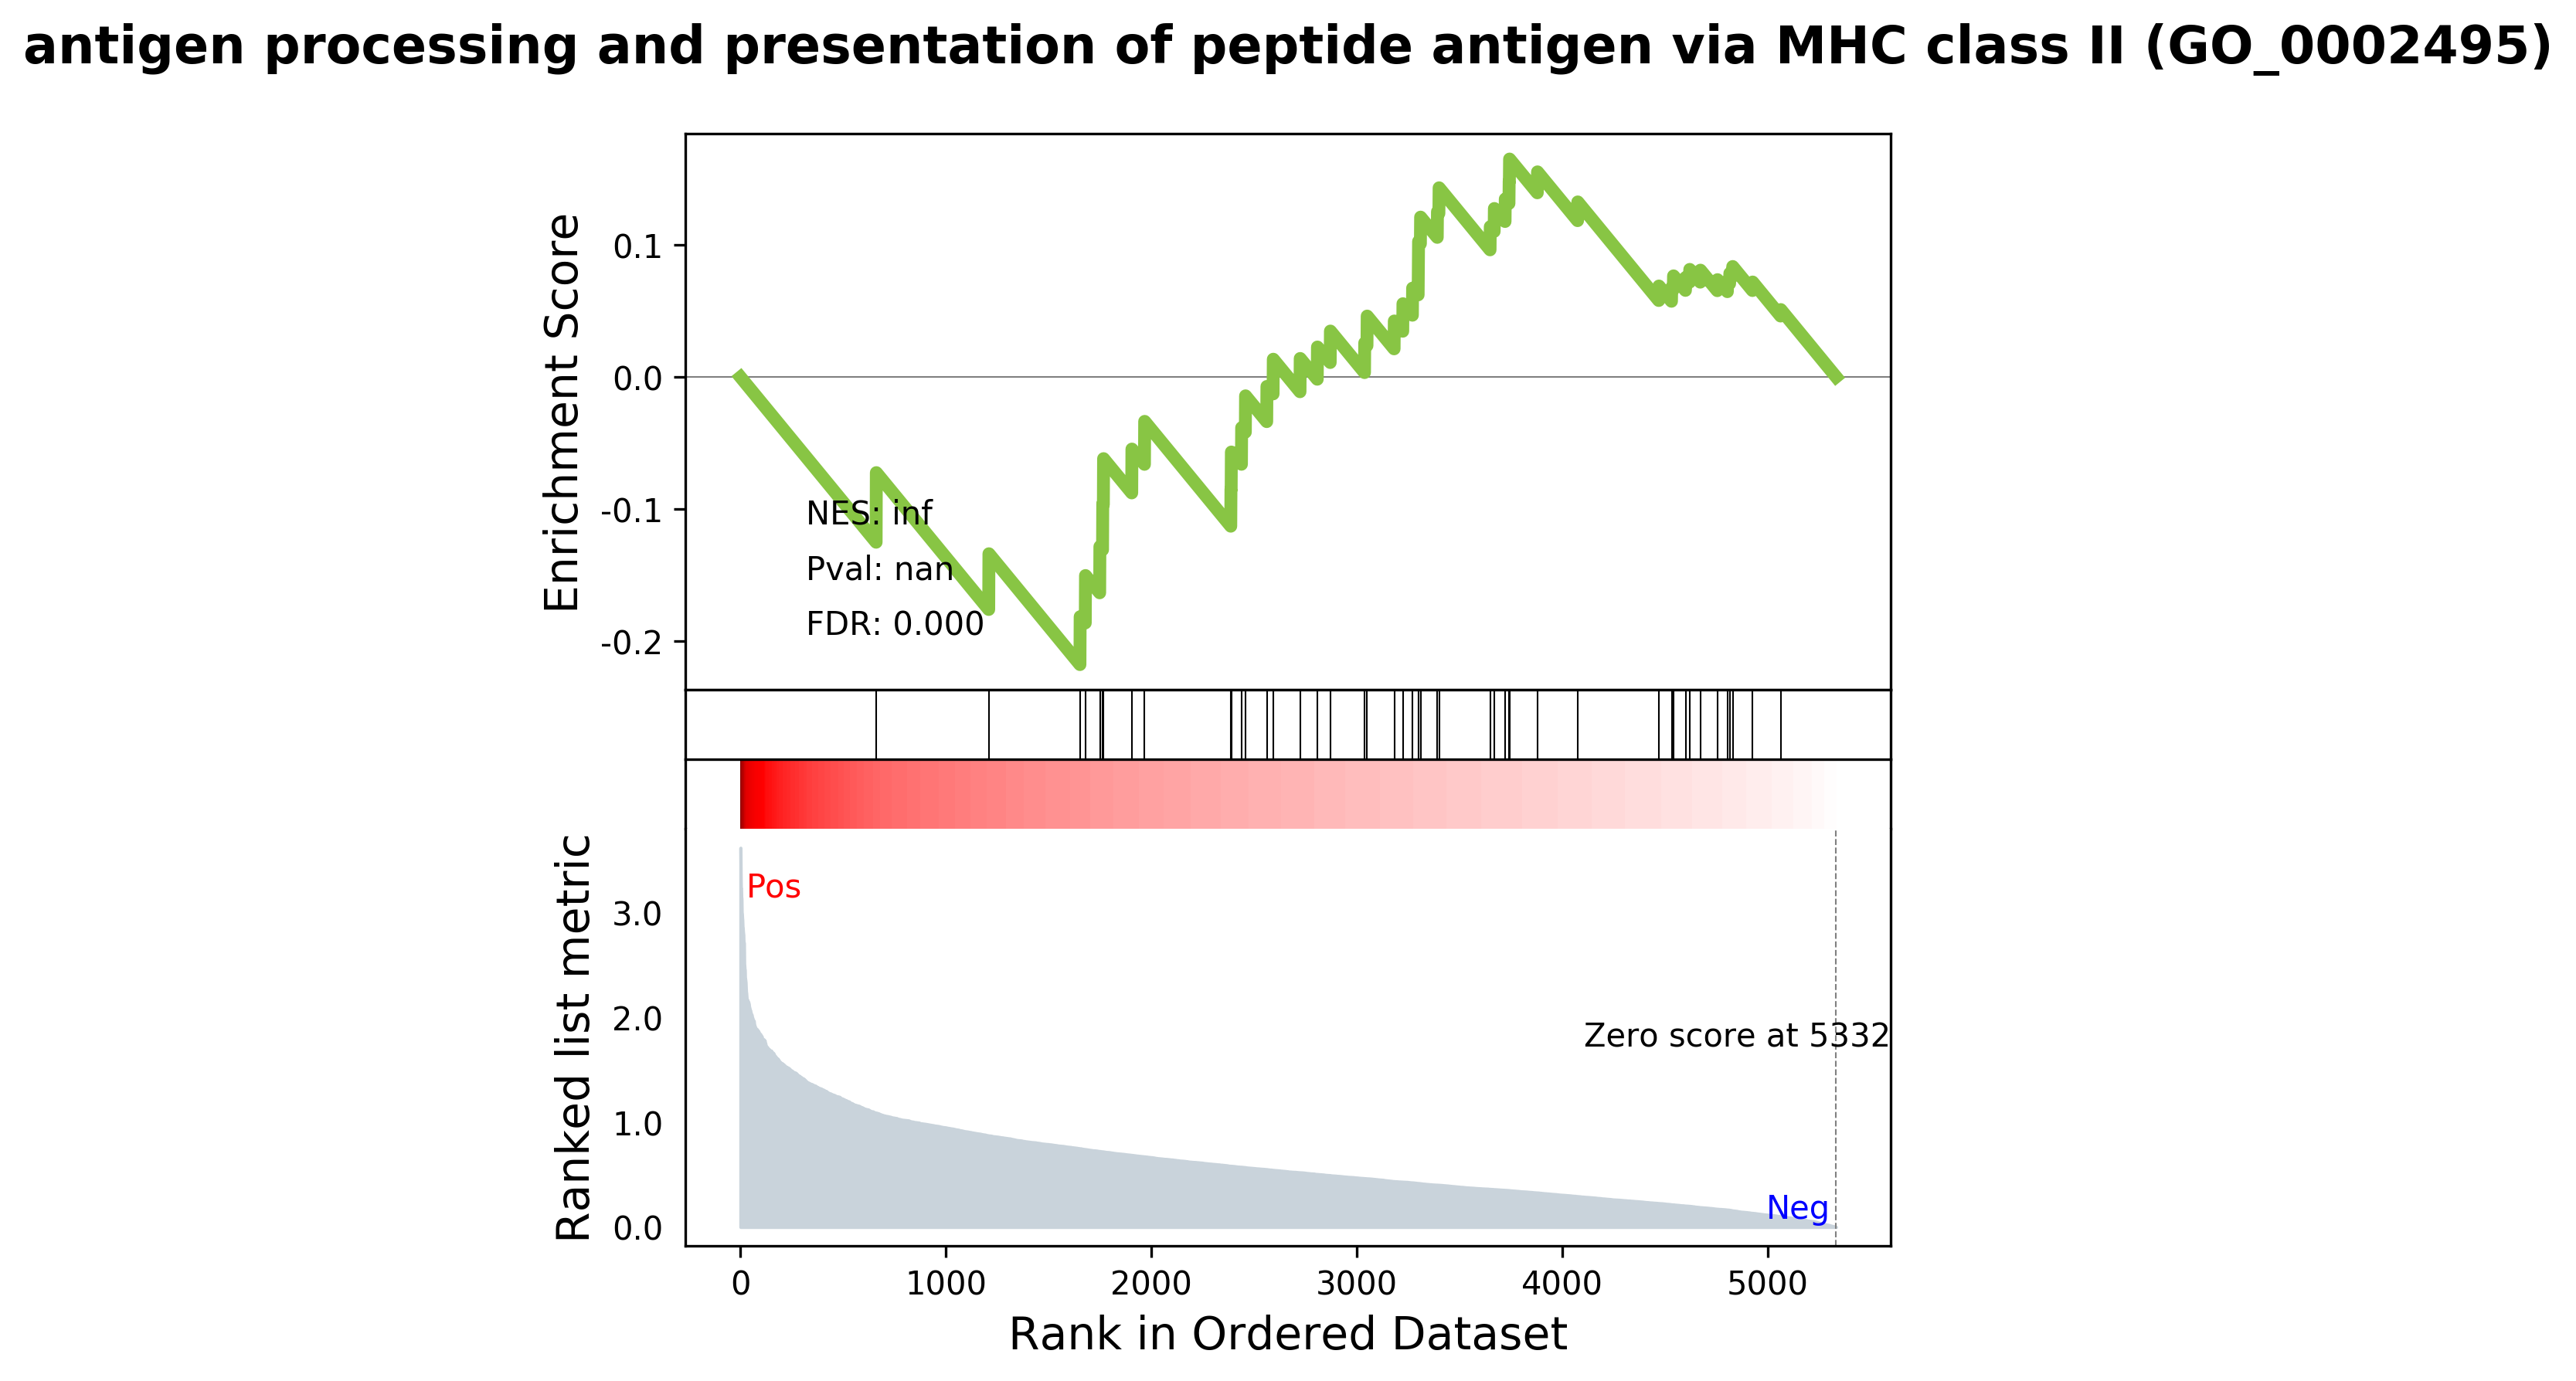 antigen processing and presentation of peptide antigen via MHC class II (GO_0002495)
Enrichment Score
0.1
0.0
-0.1
-0.2
NES: inf
Pval: nan
FDR: 0.000
Ranked list metric
3.0
2.0
1.0
0.0
Pos
Zero score at 5332
Neg
0 1000 2000 3000 4000 5000
Rank in Ordered Dataset